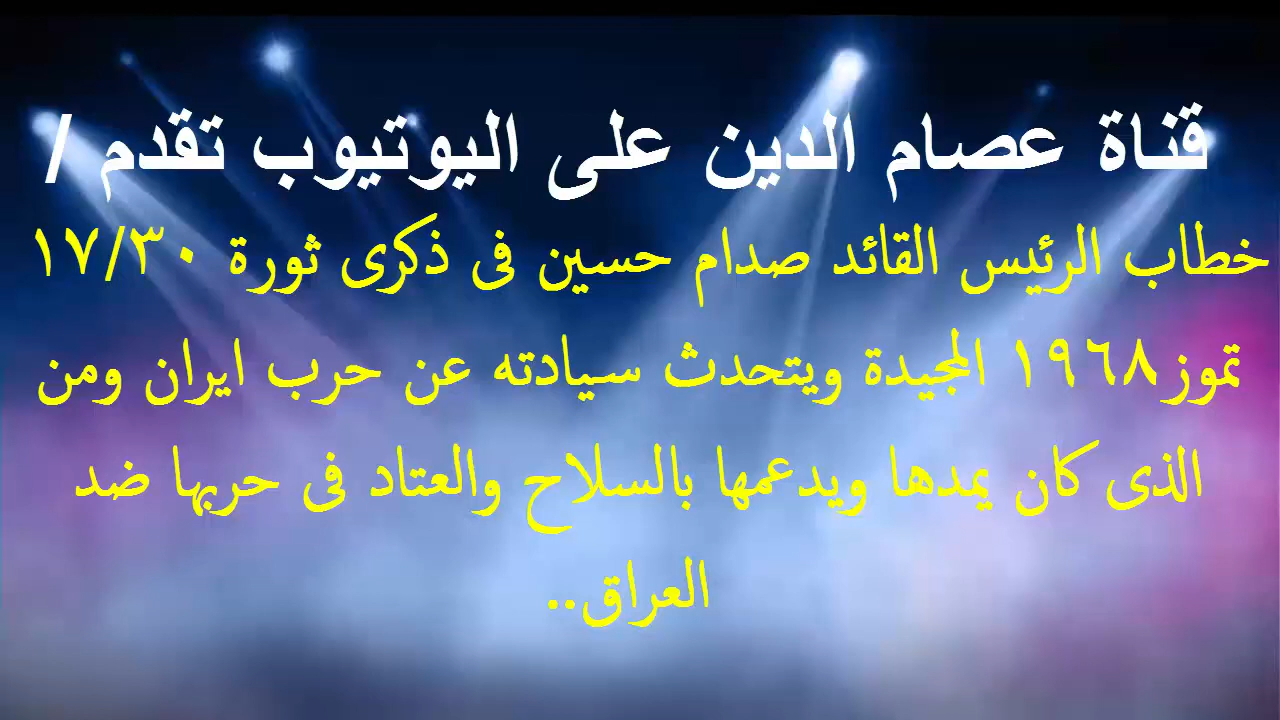 قناة عصام الدين على اليوتيوب تقدم /
خطاب الرئيس القائد صدام حسين فى ذكرى ثورة ١٧/٣٠
تموز١٩٦٨ المجيدة ويتحدث سيادته عن حرب ايران ومن
الذى كان يمدها ويدعمها بالسلاح والعتاد فى حربها ضد
العراق..